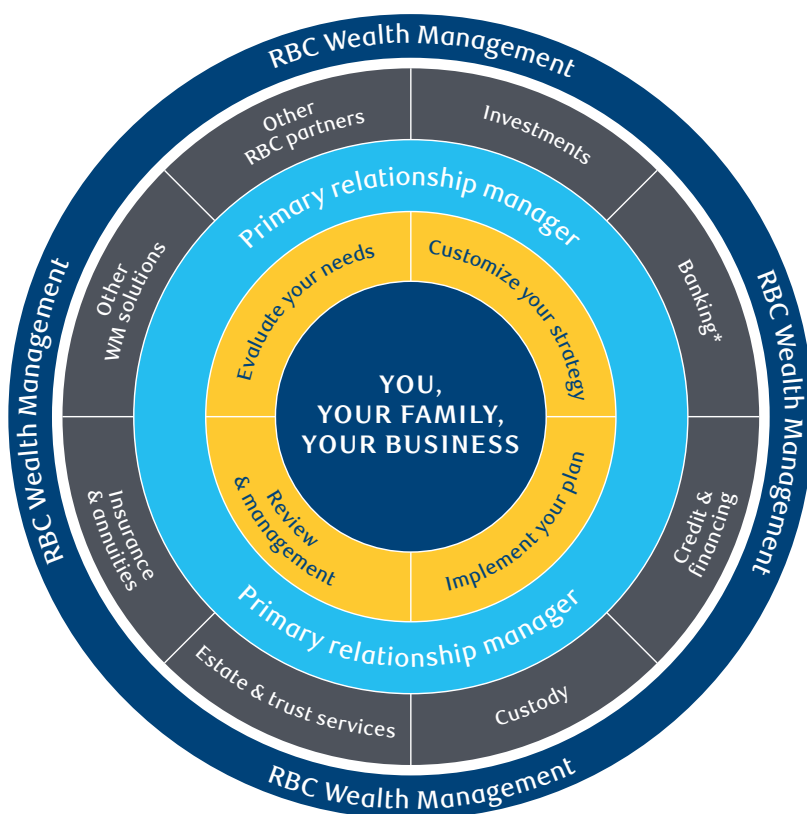 RBC Wealth Management
Other
RBC partners
Investments
Banking*
Credit &
financing
Custody
Estate & trust services
Insurance
& annuities
Other
WM solutions
Primary relationship manager
Evaluate your needs
Customize your strategy
Implement your plan
Review
& management
YOU,
YOUR FAMILY,
YOUR BUSINESS
Primary relationship manager
RBC Wealth Management
RBC Wealth Management
RBC Wealth Management